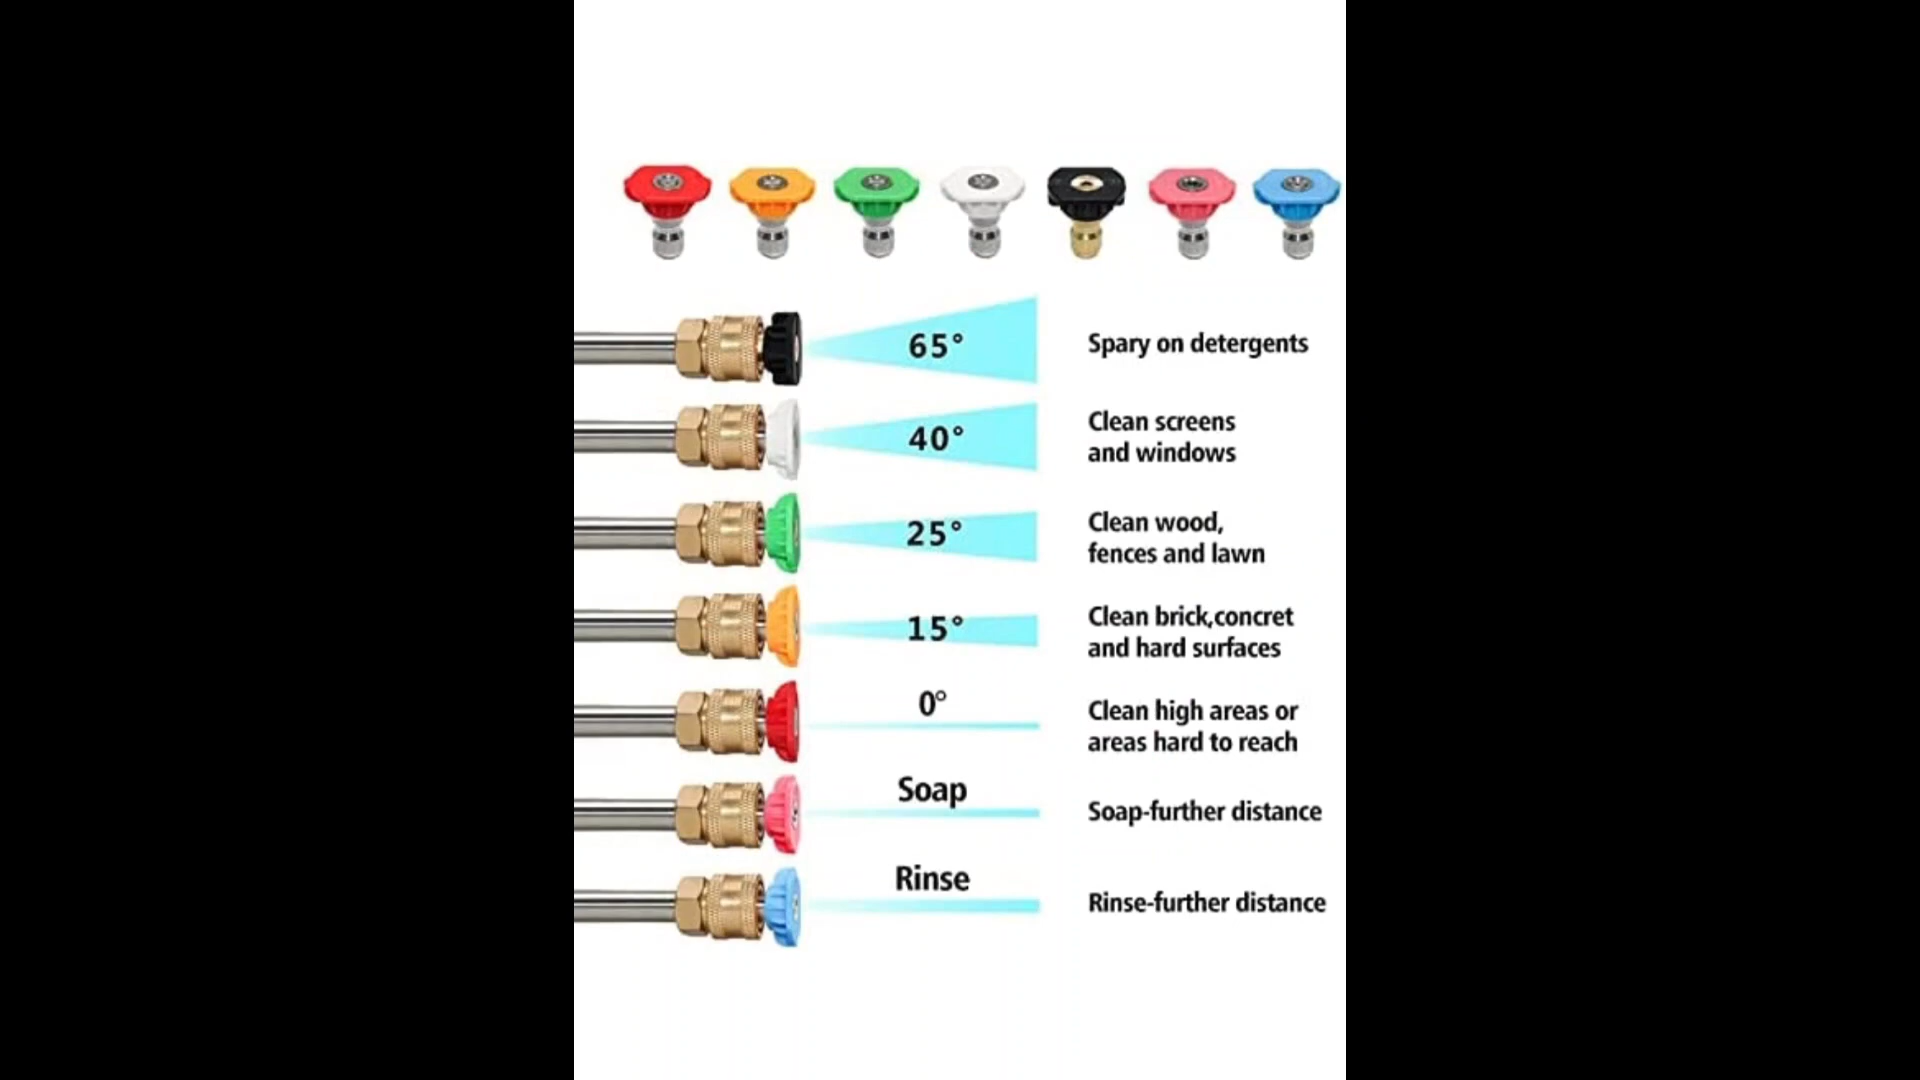 65°
Spary on detergents
40°
Clean screens
and windows
25°
Clean wood,
fences and lawn
15°
Clean brick,concret
and hard surfaces
0°
Clean high areas or
areas hard to reach
Soap
Soap-further distance
Rinse
Rinse-further distance